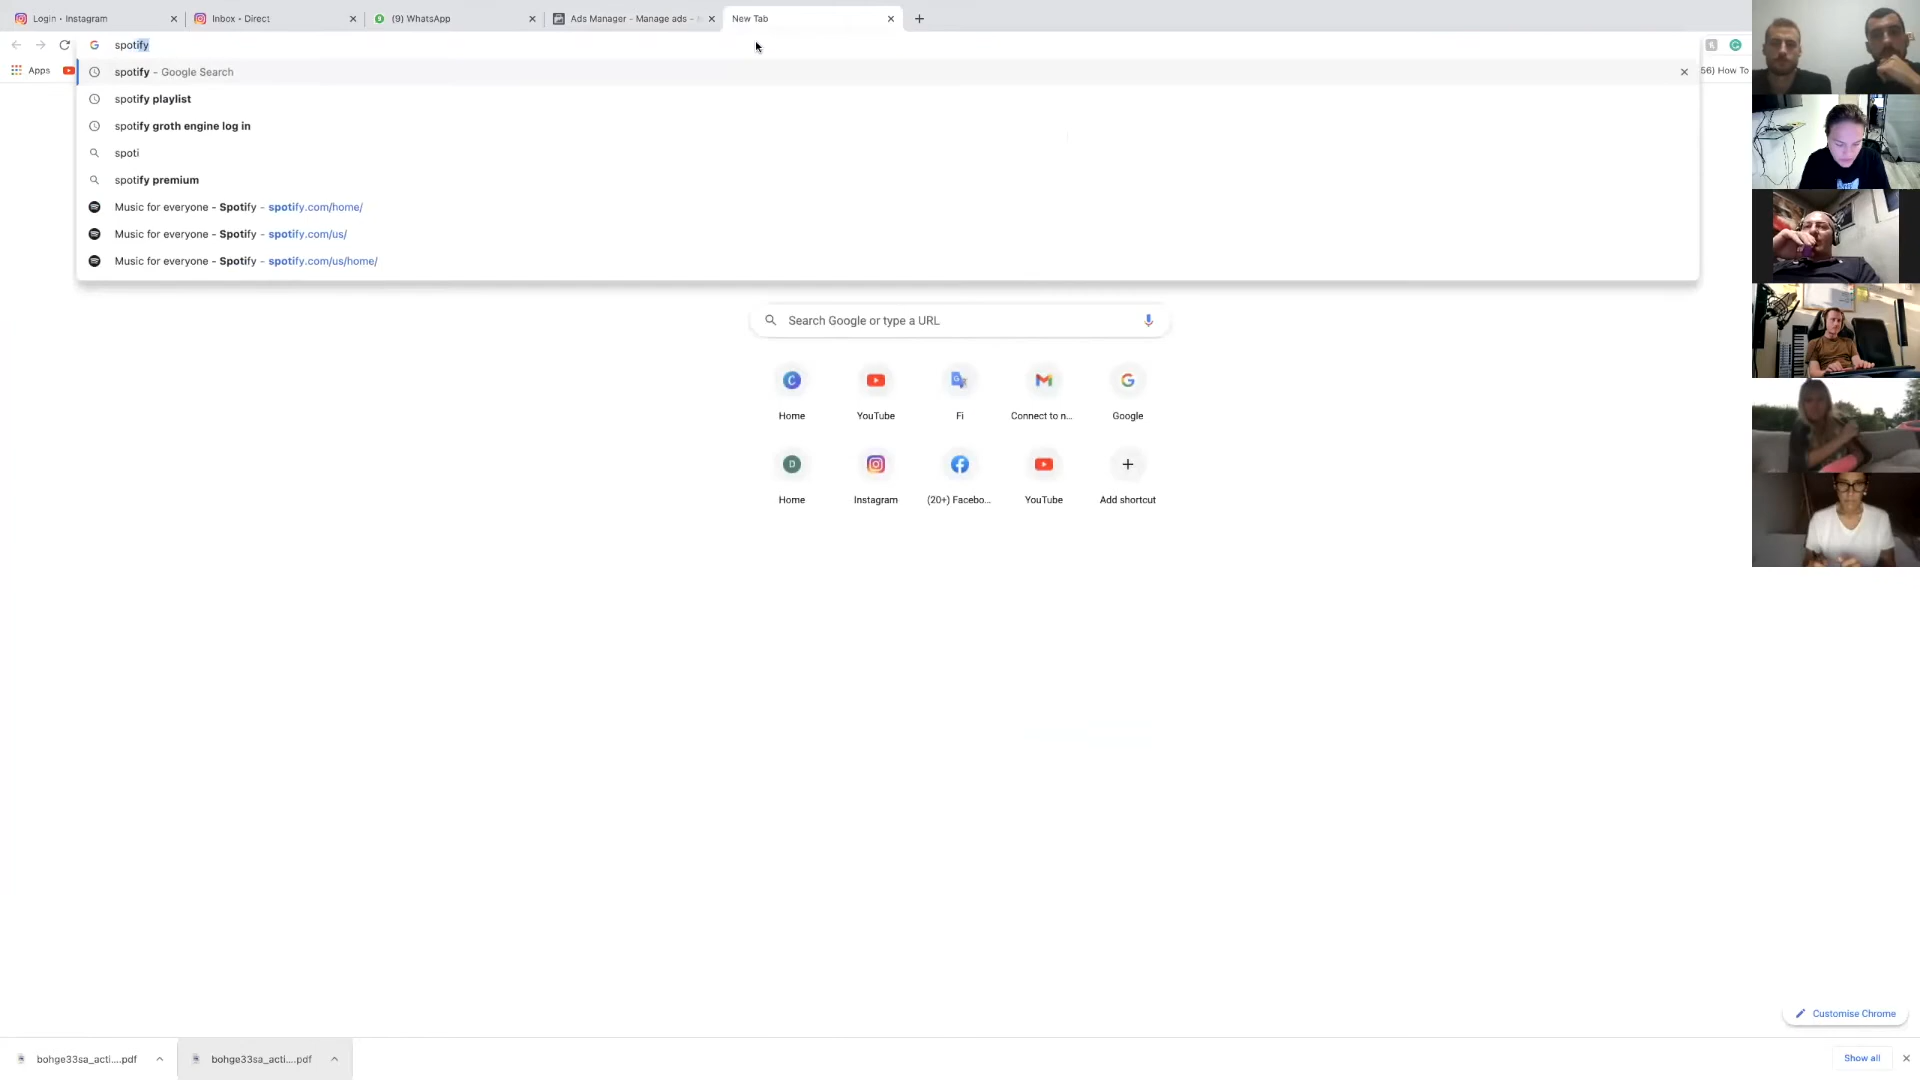 Login • Instagram
Inbox • Direct
(9) WhatsApp
Ads Manager - Manage ads -
New Tab
spotify
Apps
56) How To
spotify - Google Search
spotify playlist
spotify groth engine log in
spoti
spotify premium
Music for everyone - Spotify - spotify.com/home/
Music for everyone - Spotify - spotify.com/us/
Music for everyone - Spotify - spotify.com/us/home/
Search Google or type a URL
Home
YouTube
Fi
Connect to n...
Google
Home
Instagram
(20+) Facebo...
YouTube
Add shortcut
Customise Chrome
bohge33sa_acti....pdf
bohge33sa_acti....pdf
Show all